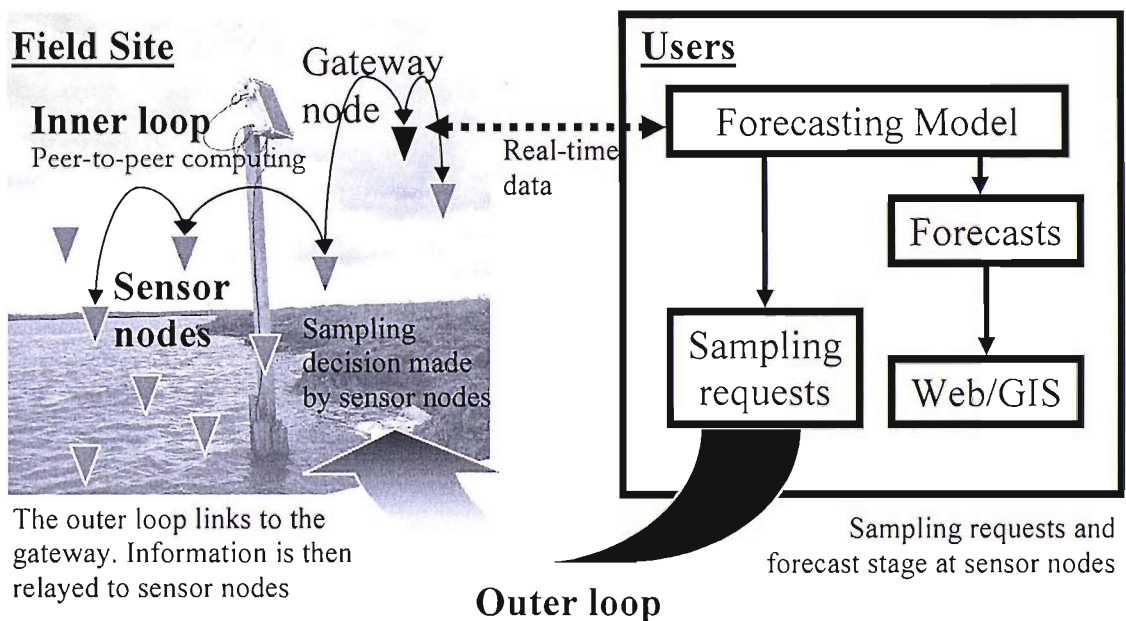 Field Site
Gateway
node
Inner loop
Peer-to-peer computing
Sensor
nodes
Sampling
decision made
by sensor nodes
The outer loop links to the
gateway. Information is then
relayed to sensor nodes
Real-time
data
Users
Forecasting Model
Forecasts
Sampling
requests
Web/GIS
Sampling requests and
forecast stage at sensor nodes
Outer loop